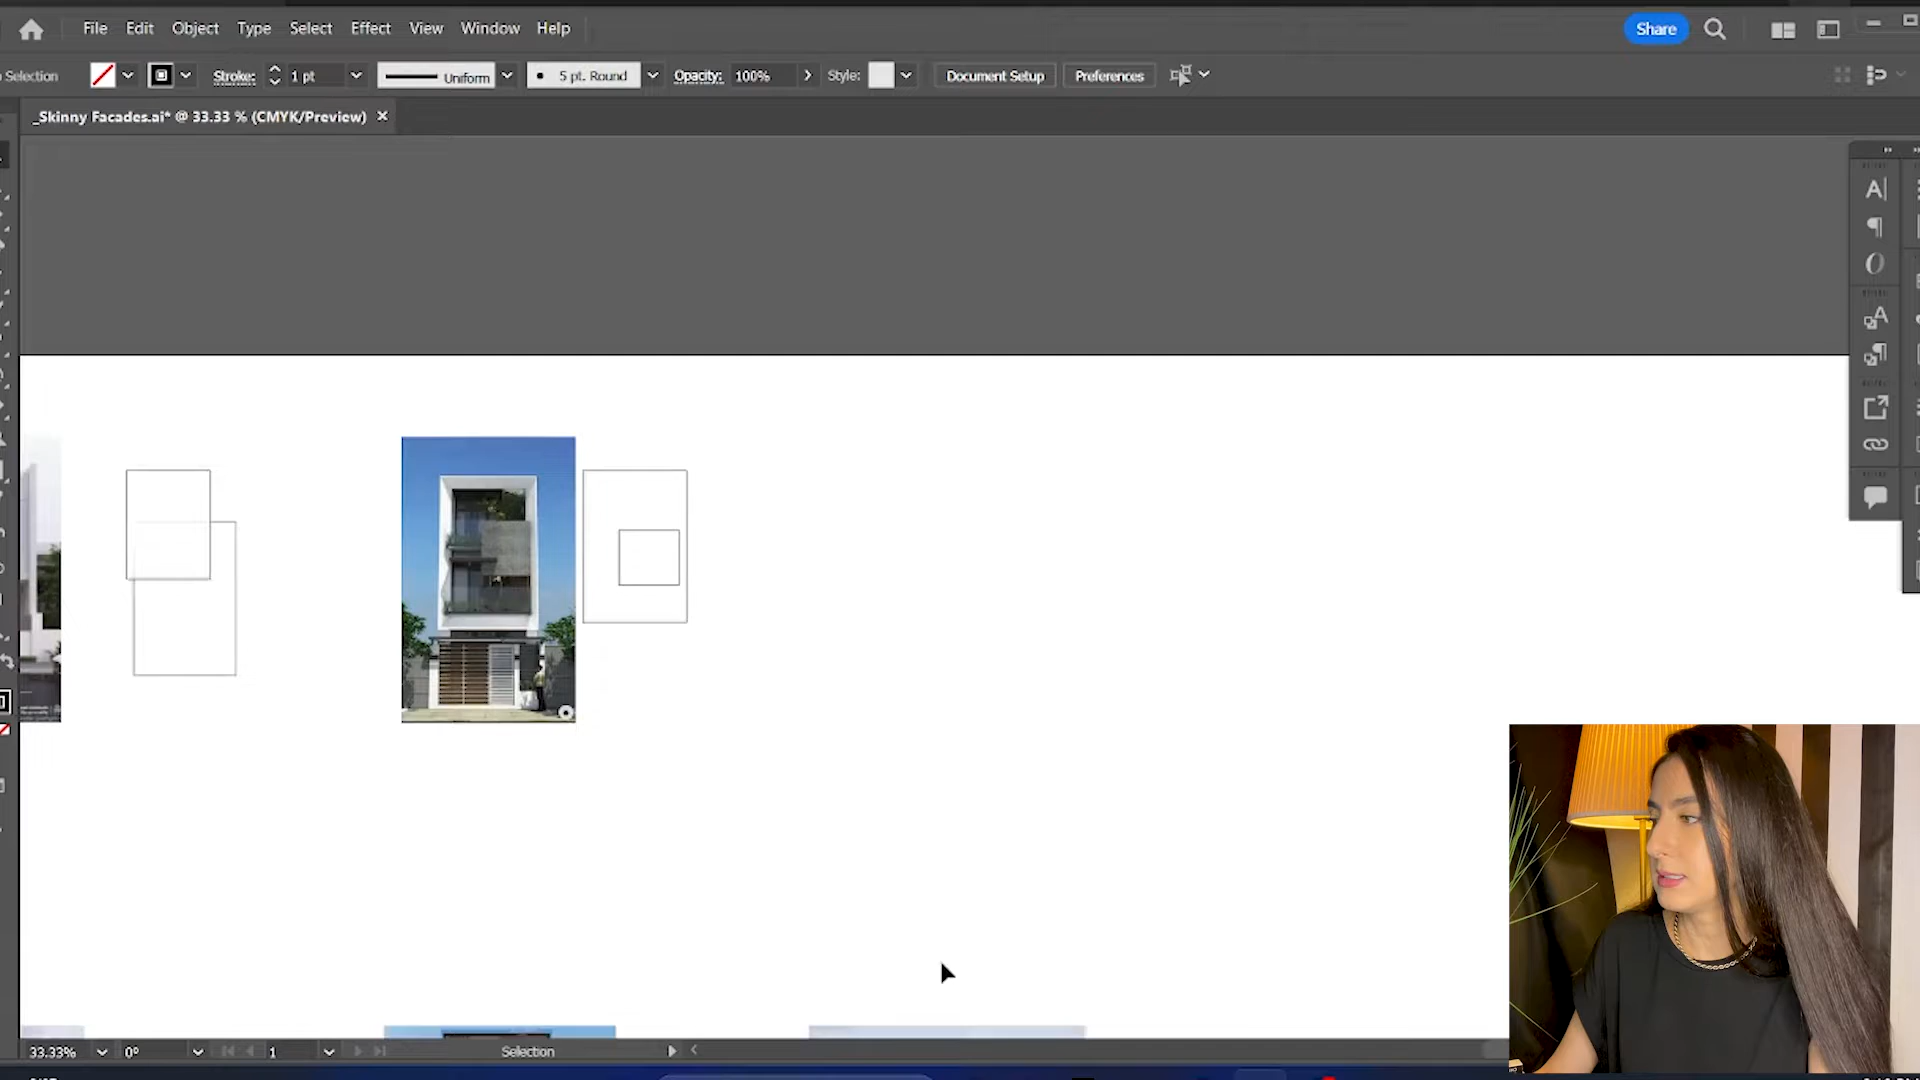 File Edit Object Type Select Effect View Window Help
Share
Selection Stroke: 1 pt Uniform 5 pt. Round Opacity: 100% Style: Document Setup Preferences
_Skinny Facades.ai* @ 33.33 % (CMYK/Preview)
33.33% 0° 1 Selection